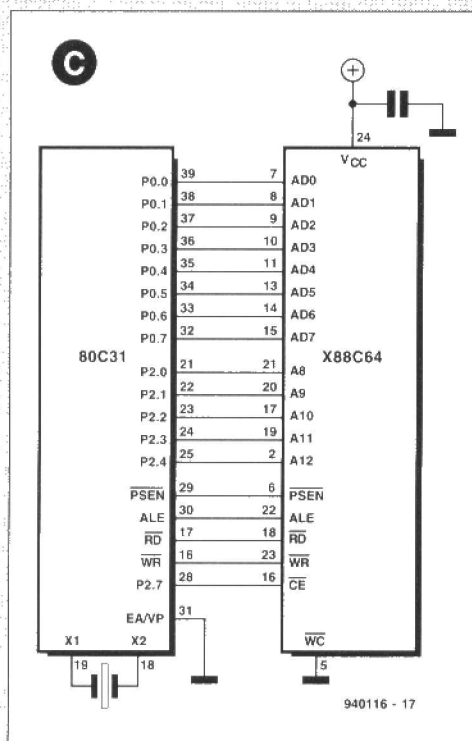 C
24
VCC
P0.0 39 7 AD0
P0.1 38 8 AD1
P0.2 37 9 AD2
P0.3 36 10 AD3
P0.4 35 11 AD4
P0.5 34 13 AD5
P0.6 33 14 AD6
P0.7 32 15 AD7
80C31 X88C64
P2.0 21 21 A8
P2.1 22 20 A9
P2.2 23 17 A10
P2.3 24 19 A11
P2.4 25 2 A12
PSEN 29 6 PSEN
ALE 30 22 ALE
RD 17 18 RD
WR 16 23 WR
P2.7 28 16 CE
EA/VP 31
X1 X2 WC
19 18 5
940116 - 17